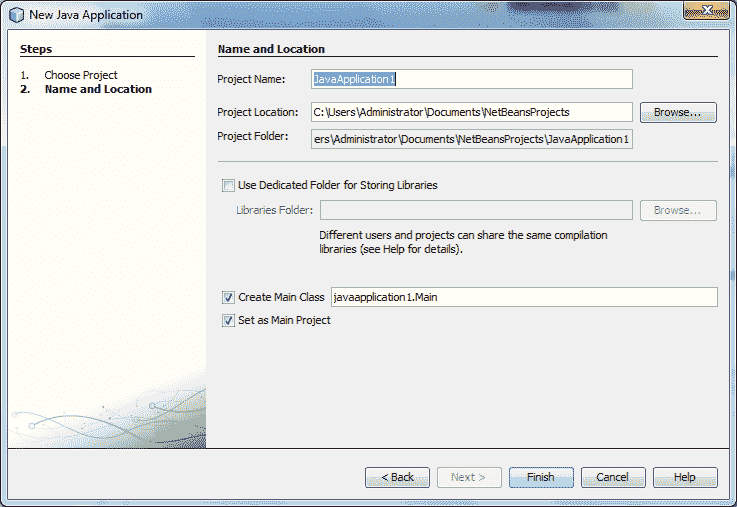 New Java Application
Steps
1. Choose Project
2. Name and Location
Name and Location
Project Name: JavaApplication1
Project Location: C:\Users\Administrator\Documents\NetBeansProjects Browse...
Project Folder: ers\Administrator\Documents\NetBeansProjects\JavaApplication1
Use Dedicated Folder for Storing Libraries
Libraries Folder: Browse...
Different users and projects can share the same compilation
libraries (see Help for details).
Create Main Class javaapplication1.Main
Set as Main Project
< Back Next > Finish Cancel Help